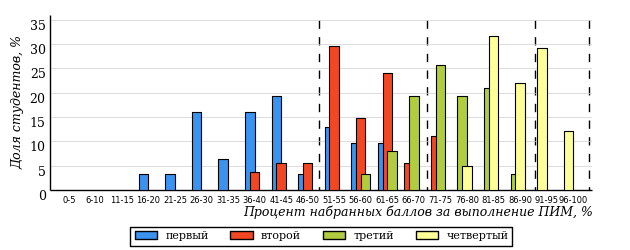 Доля студентов, %
35
30
25
20
15
10
5
0
0-5 6-10 11-15 16-20 21-25 26-30 31-35 36-40 41-45 46-50 51-55 56-60 61-65 66-70 71-75 76-80 81-85 86-90 91-95 96-100
Процент набранных баллов за выполнение ПИМ, %
первый второй третий четвертый